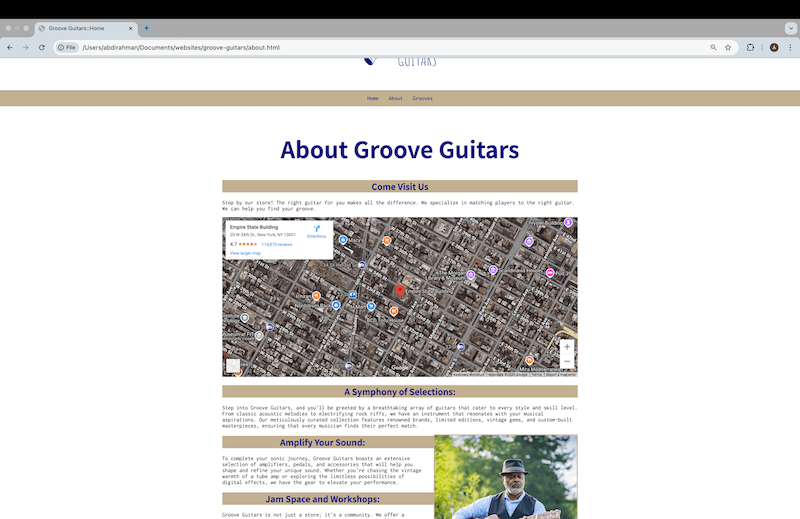 Groove Guitars::Home
File
/Users/abdirahman/Documents/websites/groove-guitars/about.html
A
GUITARS
Home About Grooves
About Groove Guitars
Come Visit Us
Stop by our store! The right guitar for you makes all the difference. We specialize in matching players to the right guitar.
We can help you find your groove.
Empire State Building
20 W 34th St., New York, NY 10001
Directions
4.7
View larger map
Macy's
Google
A Symphony of Selections:
Step into Groove Guitars, and you'll be greeted by a breathtaking array of guitars that cater to every style and skill level.
From classic acoustic melodies to electrifying rock riffs, we have an instrument that resonates with your musical
aspirations. Our meticulously curated collection features renowned brands, limited editions, vintage gems, and custom-built
masterpieces, ensuring that every musician finds their perfect match.
Amplify Your Sound:
To complete your sonic journey, Groove Guitars boasts an extensive
selection of amplifiers, pedals, and accessories that will help you
shape and refine your unique sound. Whether you're chasing the vintage
warmth of a tube amp or exploring the limitless possibilities of
digital effects, we have the gear to elevate your performance.
Jam Space and Workshops:
Groove Guitars is not just a store; it's a community. We offer a